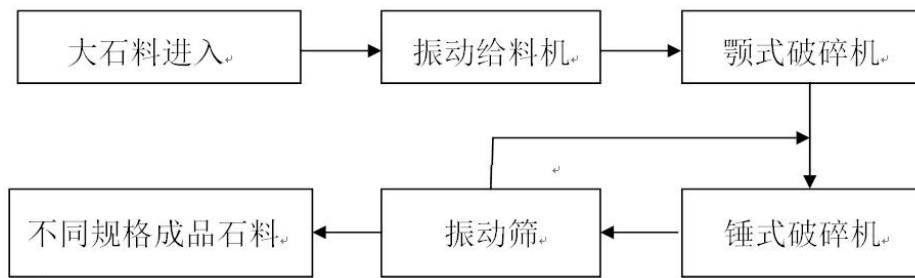 大石料进入
振动给料机
颚式破碎机
不同规格成品石料
振动筛
锤式破碎机